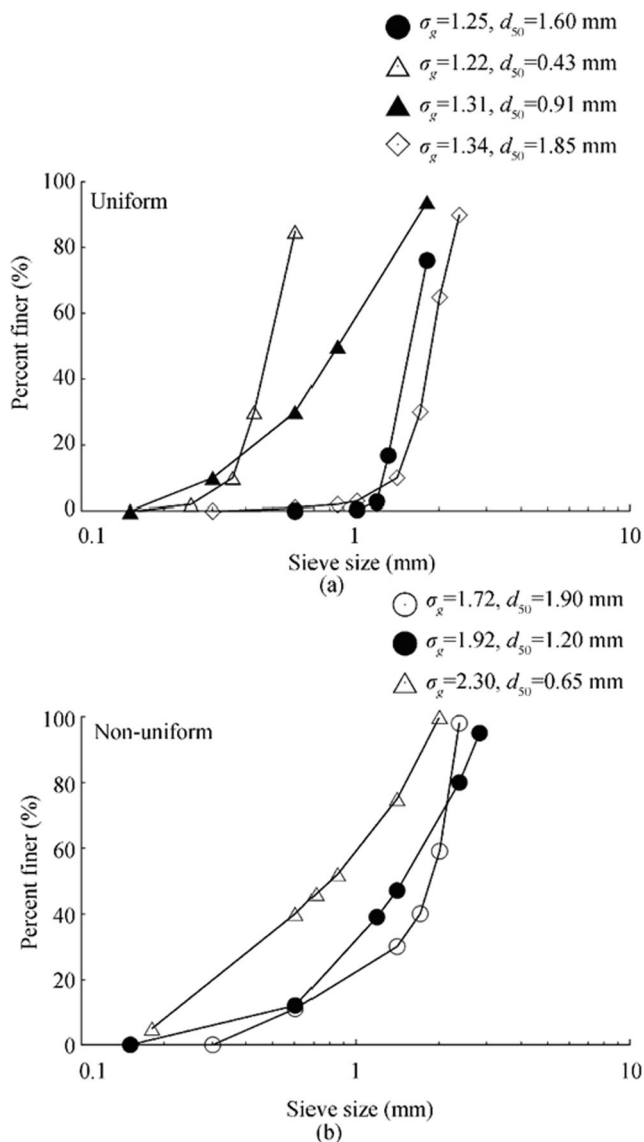 σg=1.25, d50=1.60 mm
σg=1.22, d50=0.43 mm
σg=1.31, d50=0.91 mm
σg=1.34, d50=1.85 mm
100
Uniform
80
60
40
20
0
Percent finer (%)
0.1 1 10
Sieve size (mm)
(a)
σg=1.72, d50=1.90 mm
σg=1.92, d50=1.20 mm
σg=2.30, d50=0.65 mm
100
Non-uniform
80
60
40
20
0
Percent finer (%)
0.1 1 10
Sieve size (mm)
(b)